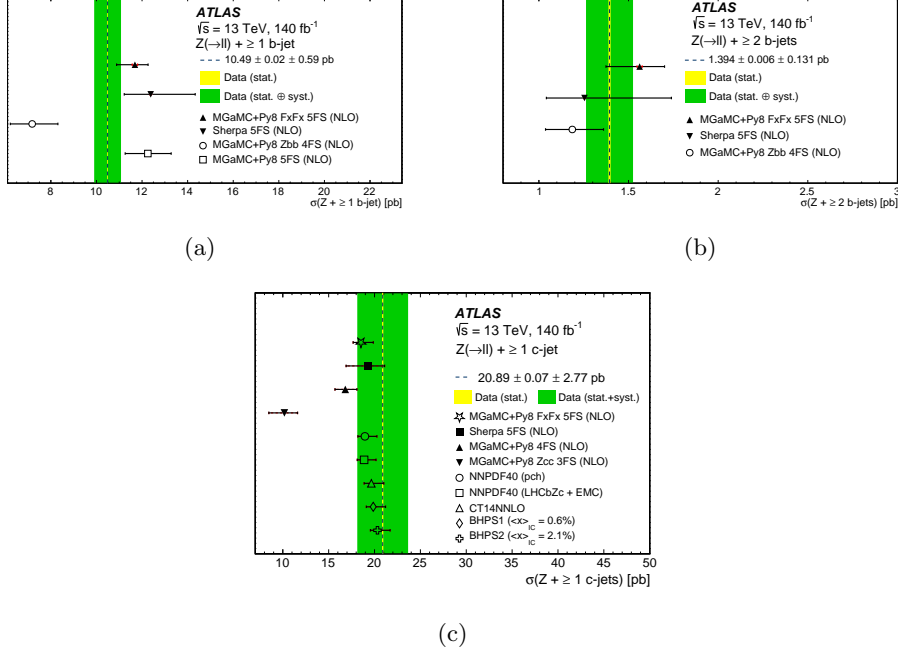 ATLAS
√s = 13 TeV, 140 fb⁻¹
Z(→ll) + ≥ 1 b-jet
10.49 ± 0.02 ± 0.59 pb
Data (stat.)
Data (stat. ⊕ syst.)
MGaMC+Py8 FxFx 5FS (NLO)
Sherpa 5FS (NLO)
MGaMC+Py8 Zbb 4FS (NLO)
MGaMC+Py8 5FS (NLO)
8 10 12 14 16 18 20 22
σ(Z + ≥ 1 b-jet) [pb]
(a)
ATLAS
√s = 13 TeV, 140 fb⁻¹
Z(→ll) + ≥ 2 b-jets
1.394 ± 0.006 ± 0.131 pb
Data (stat.)
Data (stat. ⊕ syst.)
MGaMC+Py8 FxFx 5FS (NLO)
Sherpa 5FS (NLO)
MGaMC+Py8 Zbb 4FS (NLO)
1 1.5 2 2.5 3
σ(Z + ≥ 2 b-jets) [pb]
(b)
ATLAS
√s = 13 TeV, 140 fb⁻¹
Z(→ll) + ≥ 1 c-jet
20.89 ± 0.07 ± 2.77 pb
Data (stat.) Data (stat.+syst.)
MGaMC+Py8 FxFx 5FS (NLO)
Sherpa 5FS (NLO)
MGaMC+Py8 4FS (NLO)
MGaMC+Py8 Zcc 3FS (NLO)
NNPDF40 (pch)
NNPDF40 (LHCbZc + EMC)
CT14NNLO
BHPS1 (<x>_IC = 0.6%)
BHPS2 (<x>_IC = 2.1%)
10 15 20 25 30 35 40 45 50
σ(Z + ≥ 1 c-jets) [pb]
(c)